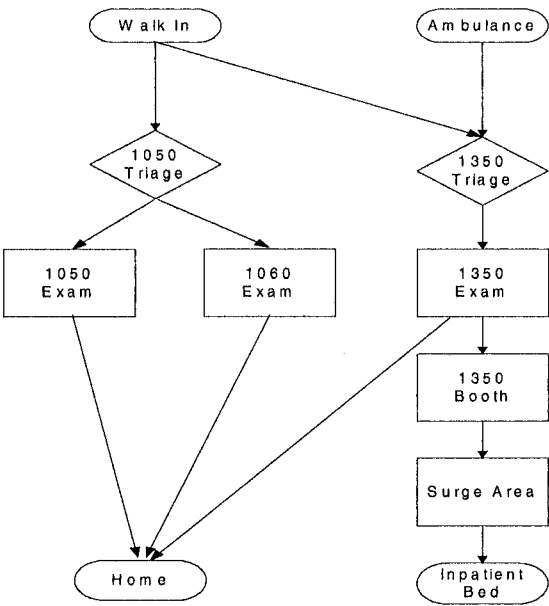 Walk In
Ambulance
1050
Triage
1350
Triage
1050
Exam
1060
Exam
1350
Exam
1350
Booth
Surge Area
Home
Inpatient
Bed